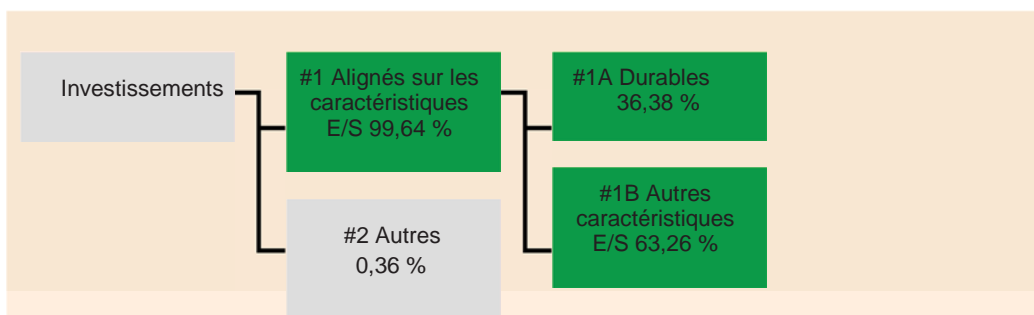 Investissements
#1 Alignés sur les
caractéristiques
E/S 99,64 %
#2 Autres
0,36 %
#1A Durables
36,38 %
#1B Autres
caractéristiques
E/S 63,26 %